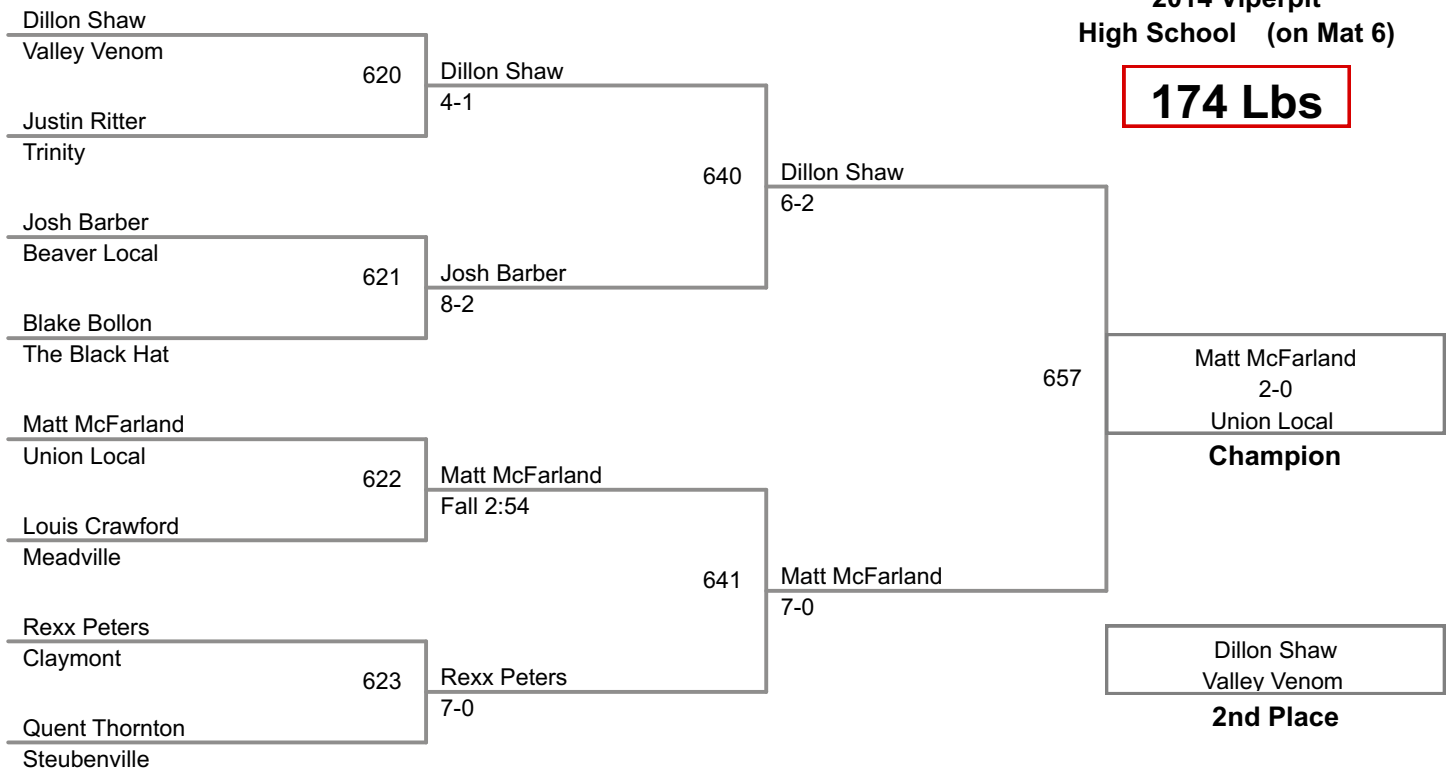 2014 Viperpit
High School (on Mat 6)
174 Lbs
Dillon Shaw
Valley Venom
620
Justin Ritter
Trinity
Dillon Shaw
4-1
Josh Barber
Beaver Local
621
Blake Bollon
The Black Hat
Josh Barber
8-2
640
Dillon Shaw
6-2
Matt McFarland
Union Local
622
Louis Crawford
Meadville
Matt McFarland
Fall 2:54
Rexx Peters
Claymont
623
Quent Thornton
Steubenville
Rexx Peters
7-0
641
Matt McFarland
7-0
657
Matt McFarland
2-0
Union Local
Champion
Dillon Shaw
Valley Venom
2nd Place